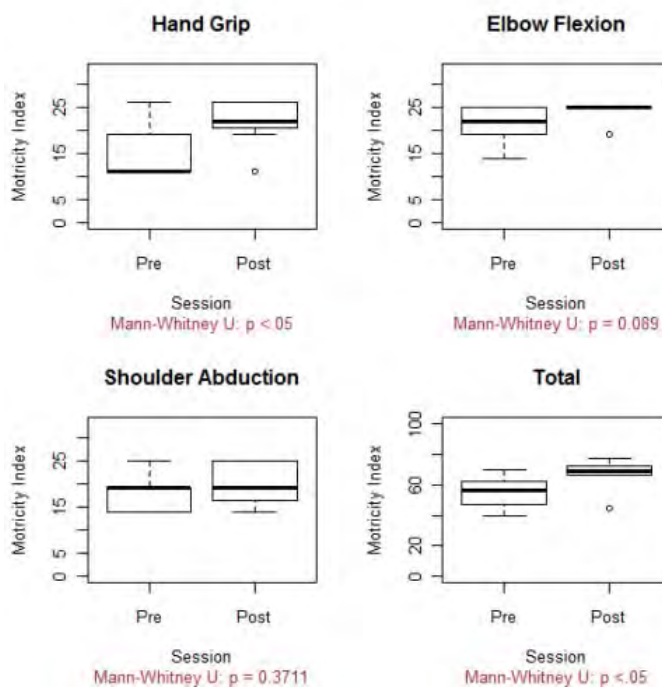 Hand Grip
Motricity Index
25
15
5
0
Pre
Post
Session
Mann-Whitney U: p <05
Elbow Flexion
Motricity Index
25
15
5
0
Pre
Post
Session
Mann-Whitney U: p = 0.089
Shoulder Abduction
Motricity Index
25
15
5
0
Pre
Post
Session
Mann-Whitney U: p = 0.3711
Total
Motricity Index
100
60
20
0
Pre
Post
Session
Mann-Whitney U: p <.05